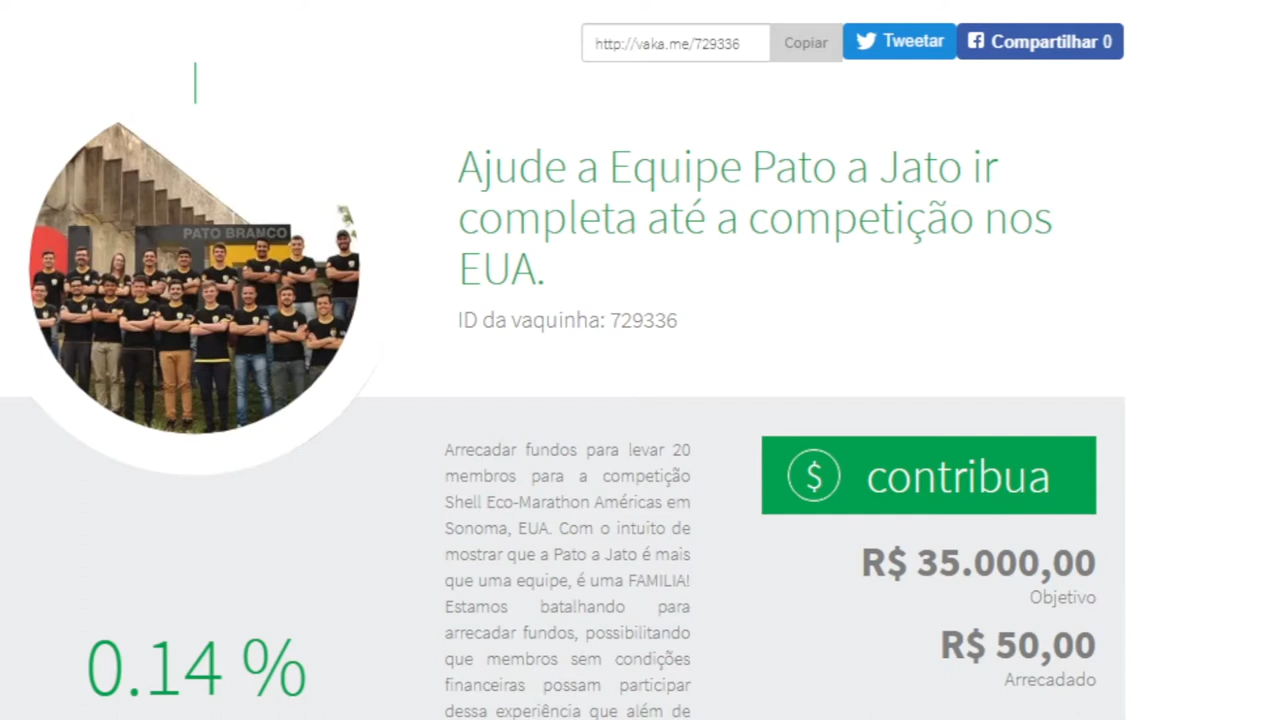 http://vaka.me/729336
Copiar
Tweetar
Compartilhar 0
Ajude a Equipe Pato a Jato ir
completa até a competição nos
EUA.
ID da vaquinha: 729336
PATO BRANCO
Arrecadar fundos para levar 20
membros para a competição
Shell Eco-Marathon Américas em
Sonoma, EUA. Com o intuito de
mostrar que a Pato a Jato é mais
que uma equipe, é uma FAMILIA!
Estamos batalhando para
arrecadar fundos, possibilitando
que membros sem condições
financeiras possam participar
dessa experiência que além de
$ contribua
R$ 35.000,00
Objetivo
R$ 50,00
Arrecadado
0.14 %